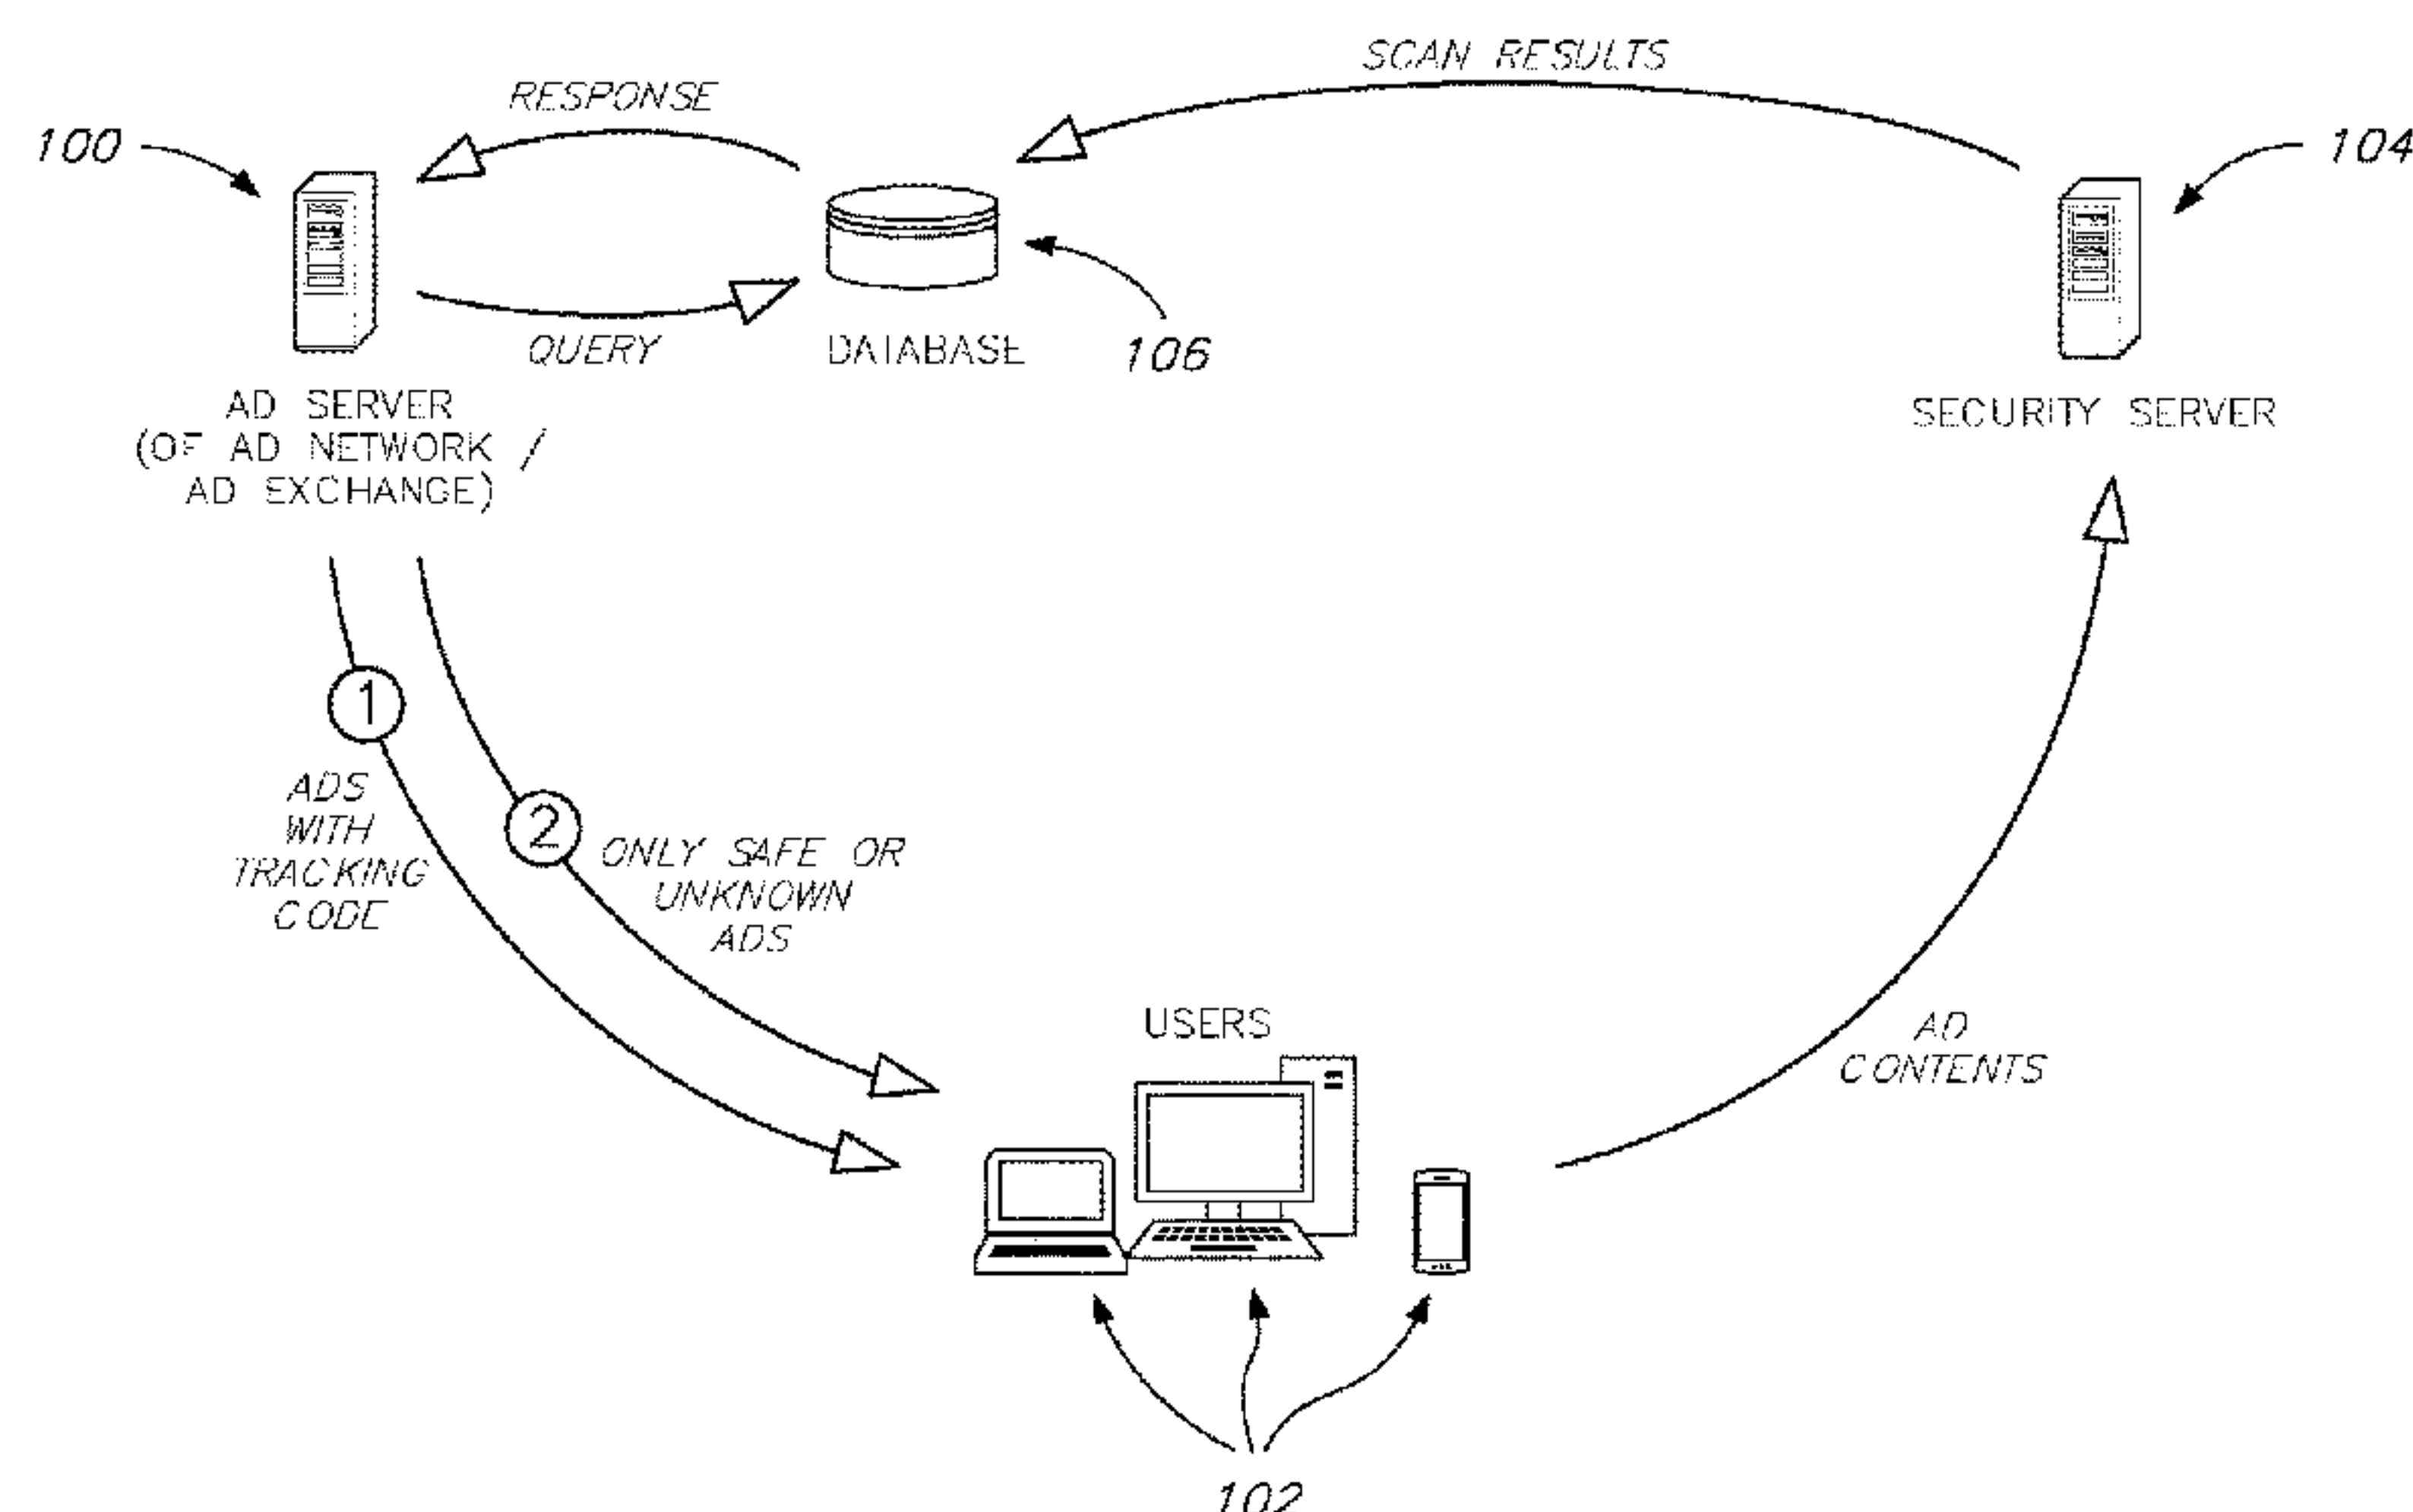 SCAN RESULTS
RESPONSE
100
104
QUERY
DATABASE
106
AD SERVER
(OF AD NETWORK /
AD EXCHANGE)
SECURITY SERVER
1
ADS
WITH
TRACKING
CODE
2
ONLY SAFE OR
UNKNOWN
ADS
USERS
AD
CONTENTS
102